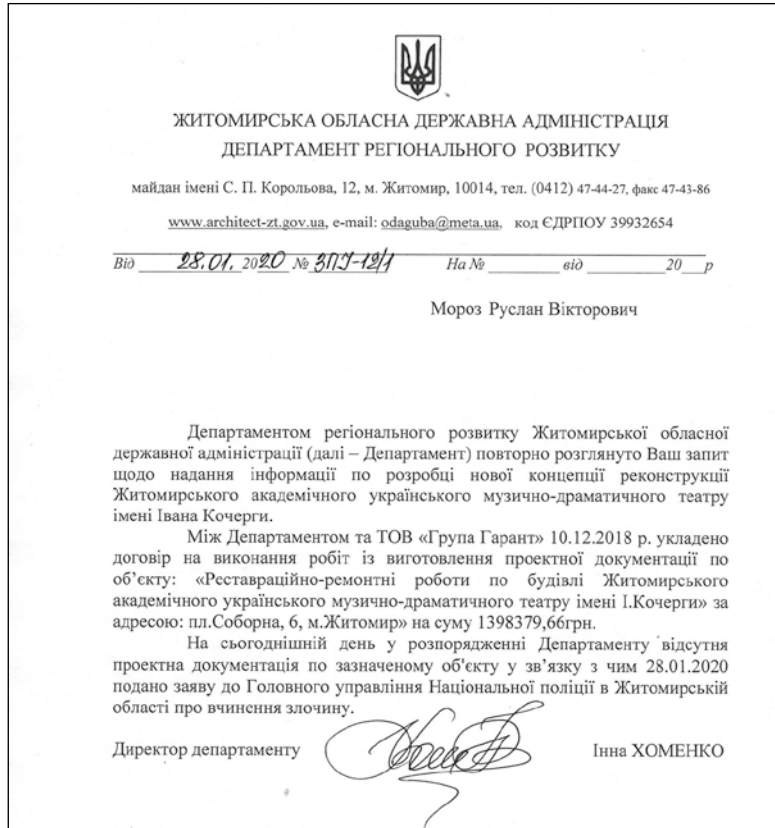 ЖИТОМИРСЬКА ОБЛАСНА ДЕРЖАВНА АДМІНІСТРАЦІЯ
ДЕПАРТАМЕНТ РЕГІОНАЛЬНОГО РОЗВИТКУ
майдан імені С. П. Корольова, 12, м. Житомир, 10014, тел. (0412) 47-44-27, факс 47-43-86
www.architect-zt.gov.ua, e-mail: odaguba@meta.ua, код ЄДРПОУ 39932654
Від 28.01. 2020 № ЗПІ-12/1 На № від 20 р
Мороз Руслан Вікторович
Департаментом регіонального розвитку Житомирської обласної
державної адміністрації (далі – Департамент) повторно розглянуто Ваш запит
щодо надання інформації по розробці нової концепції реконструкції
Житомирського академічного українського музично-драматичного театру
імені Івана Кочерги.
Між Департаментом та ТОВ «Група Гарант» 10.12.2018 р. укладено
договір на виконання робіт із виготовлення проектної документації по
об’єкту: «Реставраційно-ремонтні роботи по будівлі Житомирського
академічного українського музично-драматичного театру імені І.Кочерги» за
адресою: пл.Соборна, 6, м.Житомир» на суму 1398379,66грн.
На сьогоднішній день у розпорядженні Департаменту відсутня
проектна документація по зазначеному об'єкту у зв’язку з чим 28.01.2020
подано заяву до Головного управління Національної поліції в Житомирській
області про вчинення злочину.
Директор департаменту Інна ХОМЕНКО